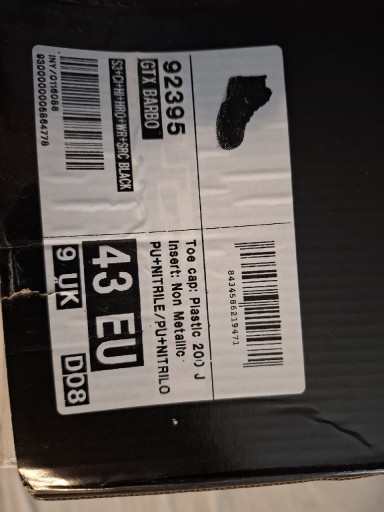 92395
GTX BARBO
S3+CI+HI+HRO+WR+SRC BLACK
INY/0116088
9300000006864778
8434586219471
Toe cap: Plastic 200 J
Insert: Non Metallic
PU+NITRILE/PU+NITRILO
43 EU
9 UK
D08